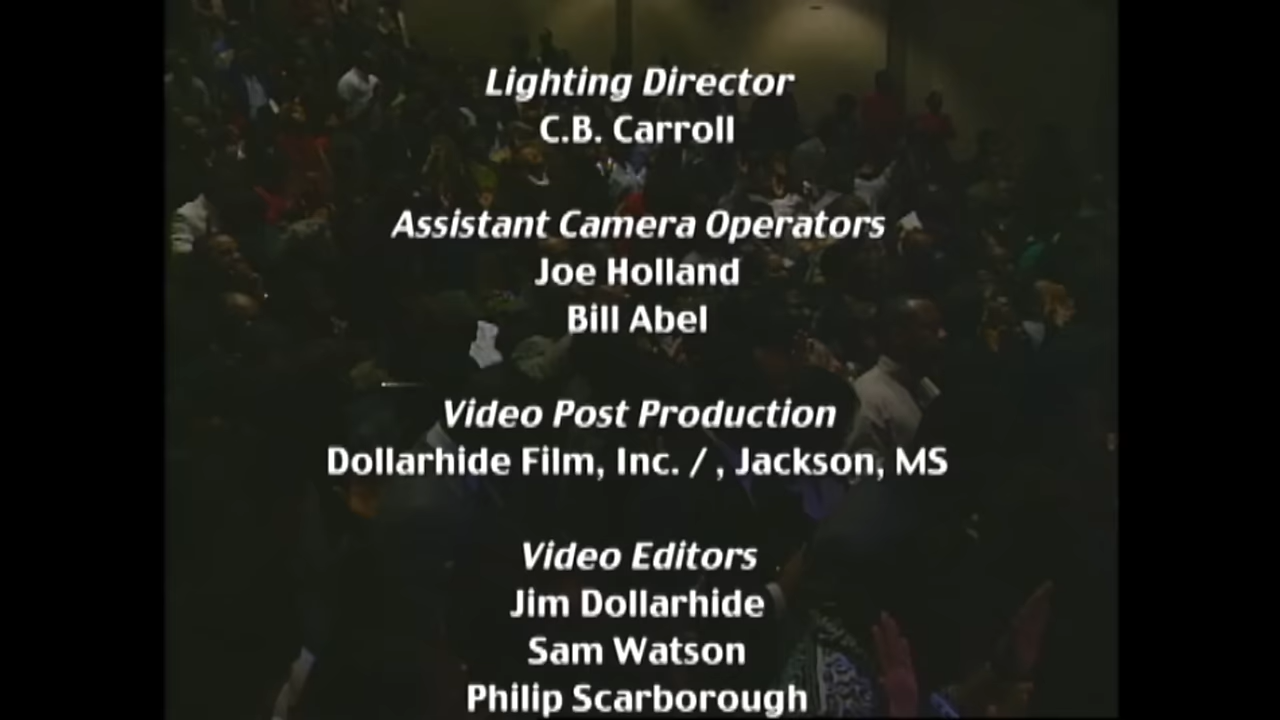 Lighting Director
C.B. Carroll
Assistant Camera Operators
Joe Holland
Bill Abel
Video Post Production
Dollarhide Film, Inc. / , Jackson, MS
Video Editors
Jim Dollarhide
Sam Watson
Philip Scarborough